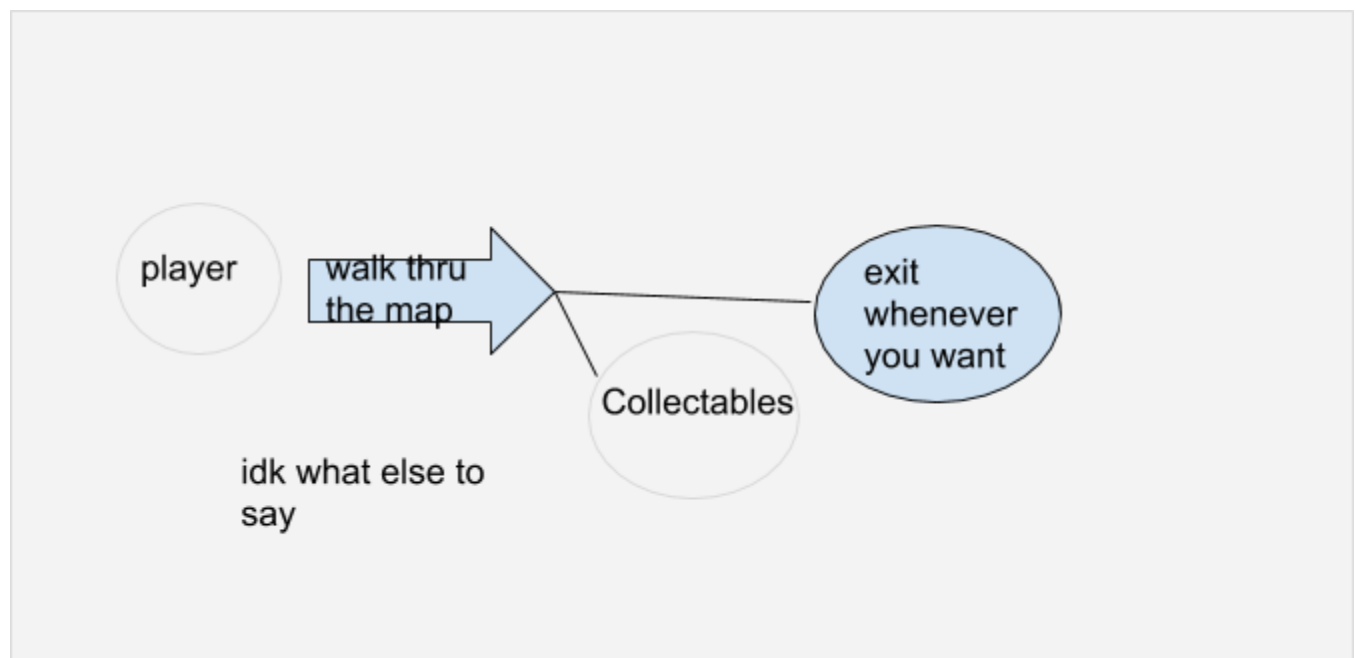 player
walk thru
the map
exit
whenever
you want
Collectables
idk what else to
say